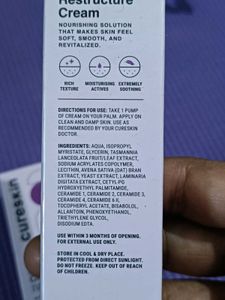 Restructure
Cream
NOURISHING SOLUTION
THAT MAKES SKIN FEEL
SOFT, SMOOTH, AND
REVITALIZED.
RICH
TEXTURE
MOISTURISING
ACTIVES
EXTREMELY
SOOTHING
DIRECTIONS FOR USE: TAKE 1 PUMP
OF CREAM ON YOUR PALM. APPLY
ON CLEAN AND DAMP SKIN. USE AS
RECOMMENDED BY YOUR CURESKIN
DOCTOR.
INGREDIENTS: AQUA, ISOPROPYL
MYRISTATE, GLYCERIN, TASMANNIA
LANCEOLATA FRUIT/LEAF EXTRACT,
SODIUM ACRYLATES COPOLYMER,
LECITHIN, AVENA SATIVA (OAT) BRAN
EXTRACT, YEAST EXTRACT, LAMINARIA
DIGITATA EXTRACT, CETYL PG
HYDROXYETHYL PALMITAMIDE,
CERAMIDE 1, CERAMIDE 2, CERAMIDE 3,
CERAMIDE 4, CERAMIDE 6 II,
TOCOPHERYL ACETATE, BISABOLOL,
ALLANTOIN, PHENOXYETHANOL,
TRIETHYLENE GLYCOL,
DISODIUM EDTA.
USE WITHIN 3 MONTHS OF OPENING.
FOR EXTERNAL USE ONLY.
STORE IN COOL & DRY PLACE.
PROTECTED FROM DIRECT SUNLIGHT.
DO NOT FREEZE. KEEP OUT OF REACH
OF CHILDREN.
cureskin